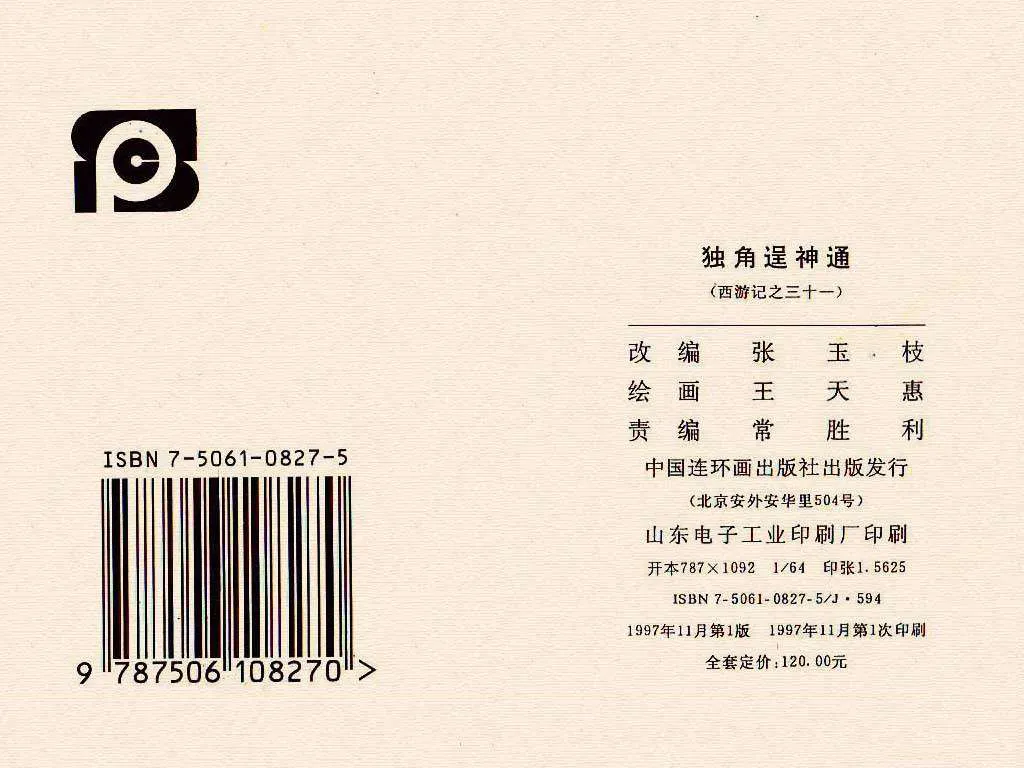 独角逞神通
（西游记之三十一）
改编 张玉枝
绘画 王天惠
责编 常胜利
中国连环画出版社出版发行
（北京安外安华里504号）
山东电子工业印刷厂印刷
开本787×1092 1/64 印张1.5625
ISBN 7-5061-0827-5/J·594
1997年11月第1版 1997年11月第1次印刷
全套定价:120.00元
ISBN 7-5061-0827-5
9 787506 108270 >